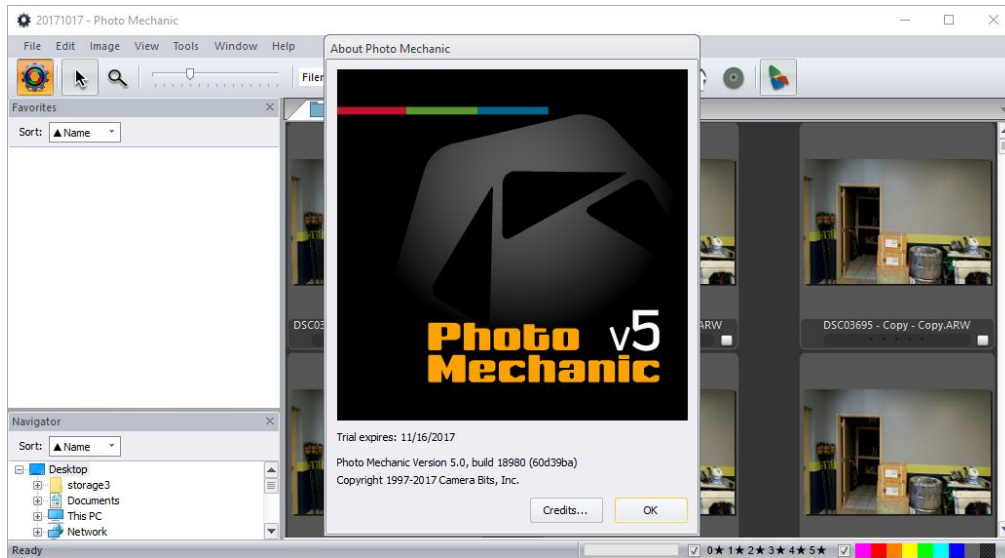 20171017 - Photo Mechanic
File Edit Image View Tools Window Help
About Photo Mechanic
Favorites
Sort: ▲ Name
Photo v5
Mechanic
DSC03695 - Copy - Copy.ARW
Navigator
Sort: ▲ Name
Desktop
storage3
Documents
This PC
Network
Trial expires: 11/16/2017
Photo Mechanic Version 5.0, build 18980 (60d39ba)
Copyright 1997-2017 Camera Bits, Inc.
Credits... OK
Ready
0★ 1★ 2★ 3★ 4★ 5★